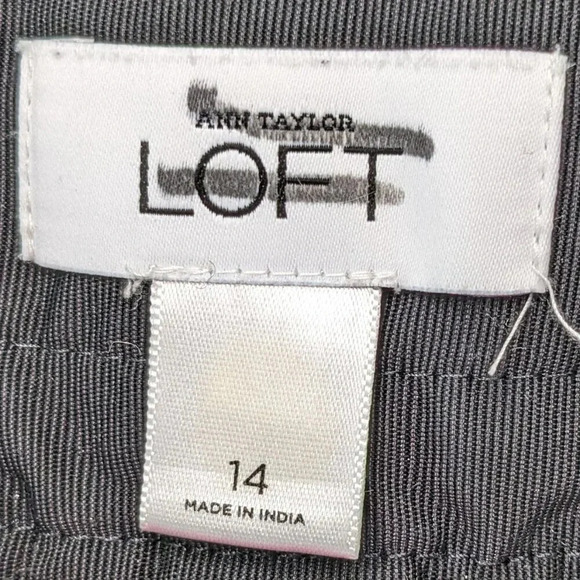 ANN TAYLOR
LOFT
14
MADE IN INDIA